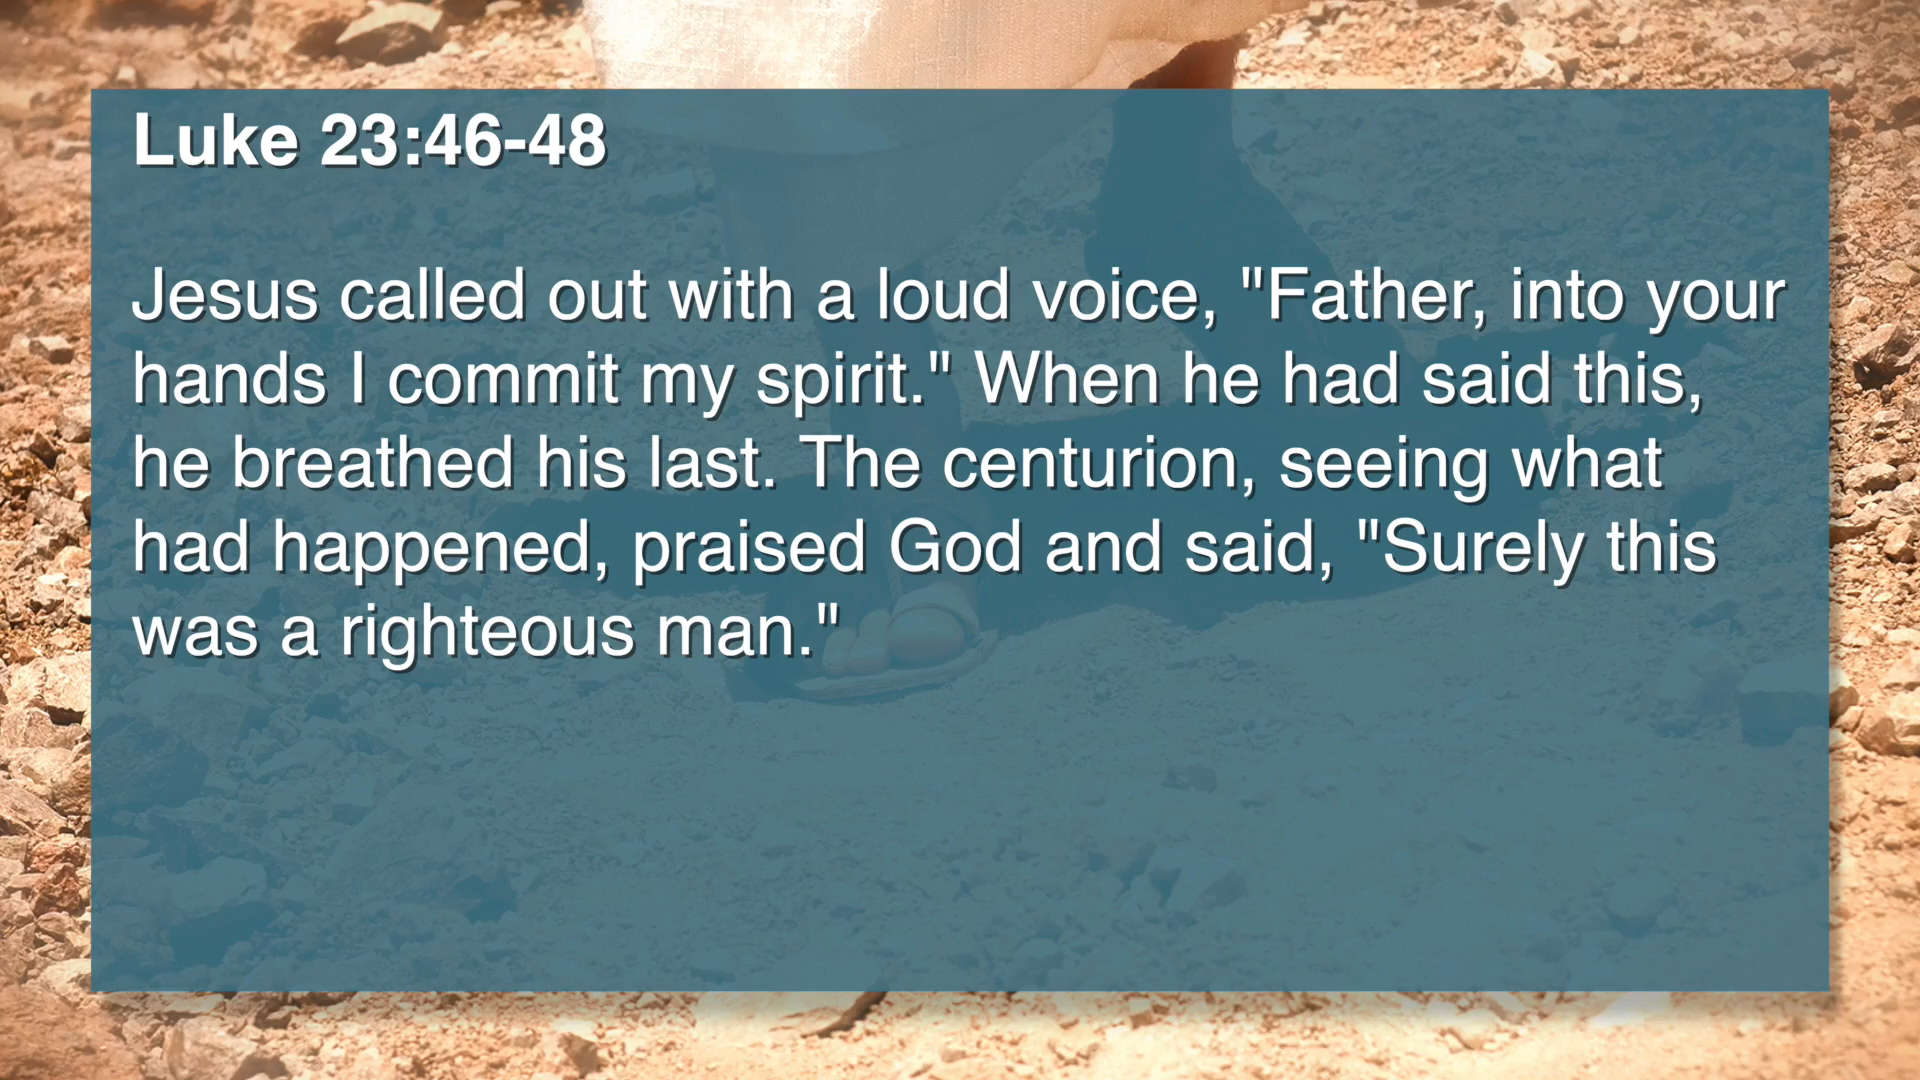 Luke 23:46-48
Jesus called out with a loud voice, "Father, into your
hands I commit my spirit." When he had said this,
he breathed his last. The centurion, seeing what
had happened, praised God and said, "Surely this
was a righteous man."